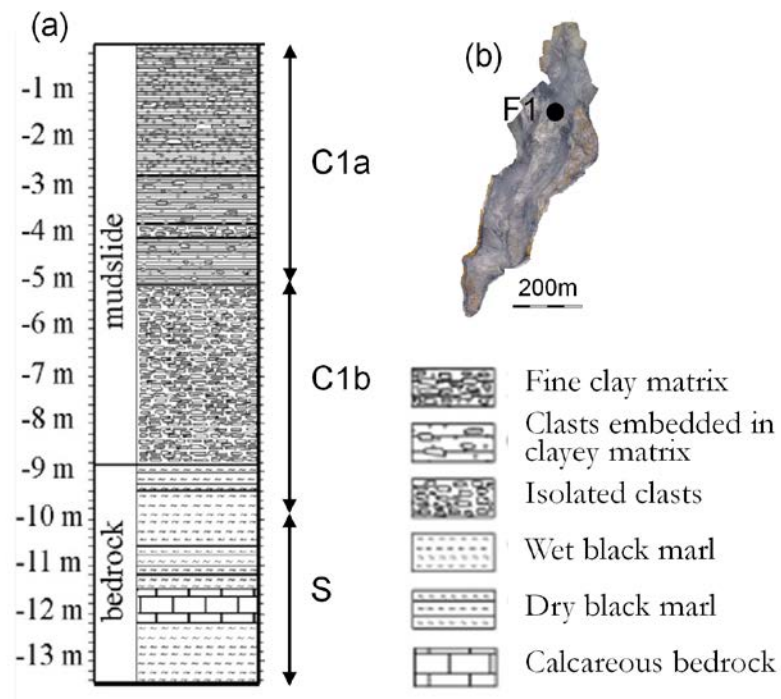 (a)
-1 m
-2 m
-3 m
-4 m
-5 m
-6 m
-7 m
-8 m
-9 m
-10 m
-11 m
-12 m
-13 m
mudslide
bedrock
C1a
C1b
S
(b)
F1
200m
Fine clay matrix
Clasts embedded in
clayey matrix
Isolated clasts
Wet black marl
Dry black marl
Calcareous bedrock